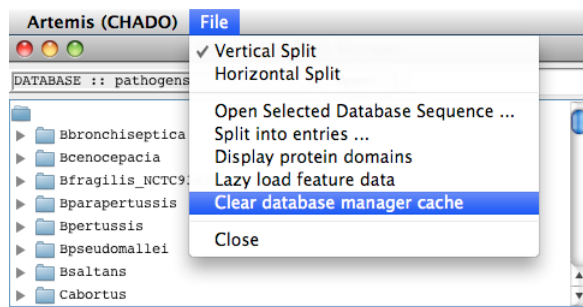 Artemis (CHADO) File
✓ Vertical Split
Horizontal Split
DATABASE :: pathogens
Open Selected Database Sequence ...
Split into entries ...
Display protein domains
Lazy load feature data
Clear database manager cache
Close
Bbronchiseptica
Bcenocepacia
Bfragilis_NCTC93
Bparapertussis
Bpertussis
Bpseudomallei
Bsaltans
Cabortus